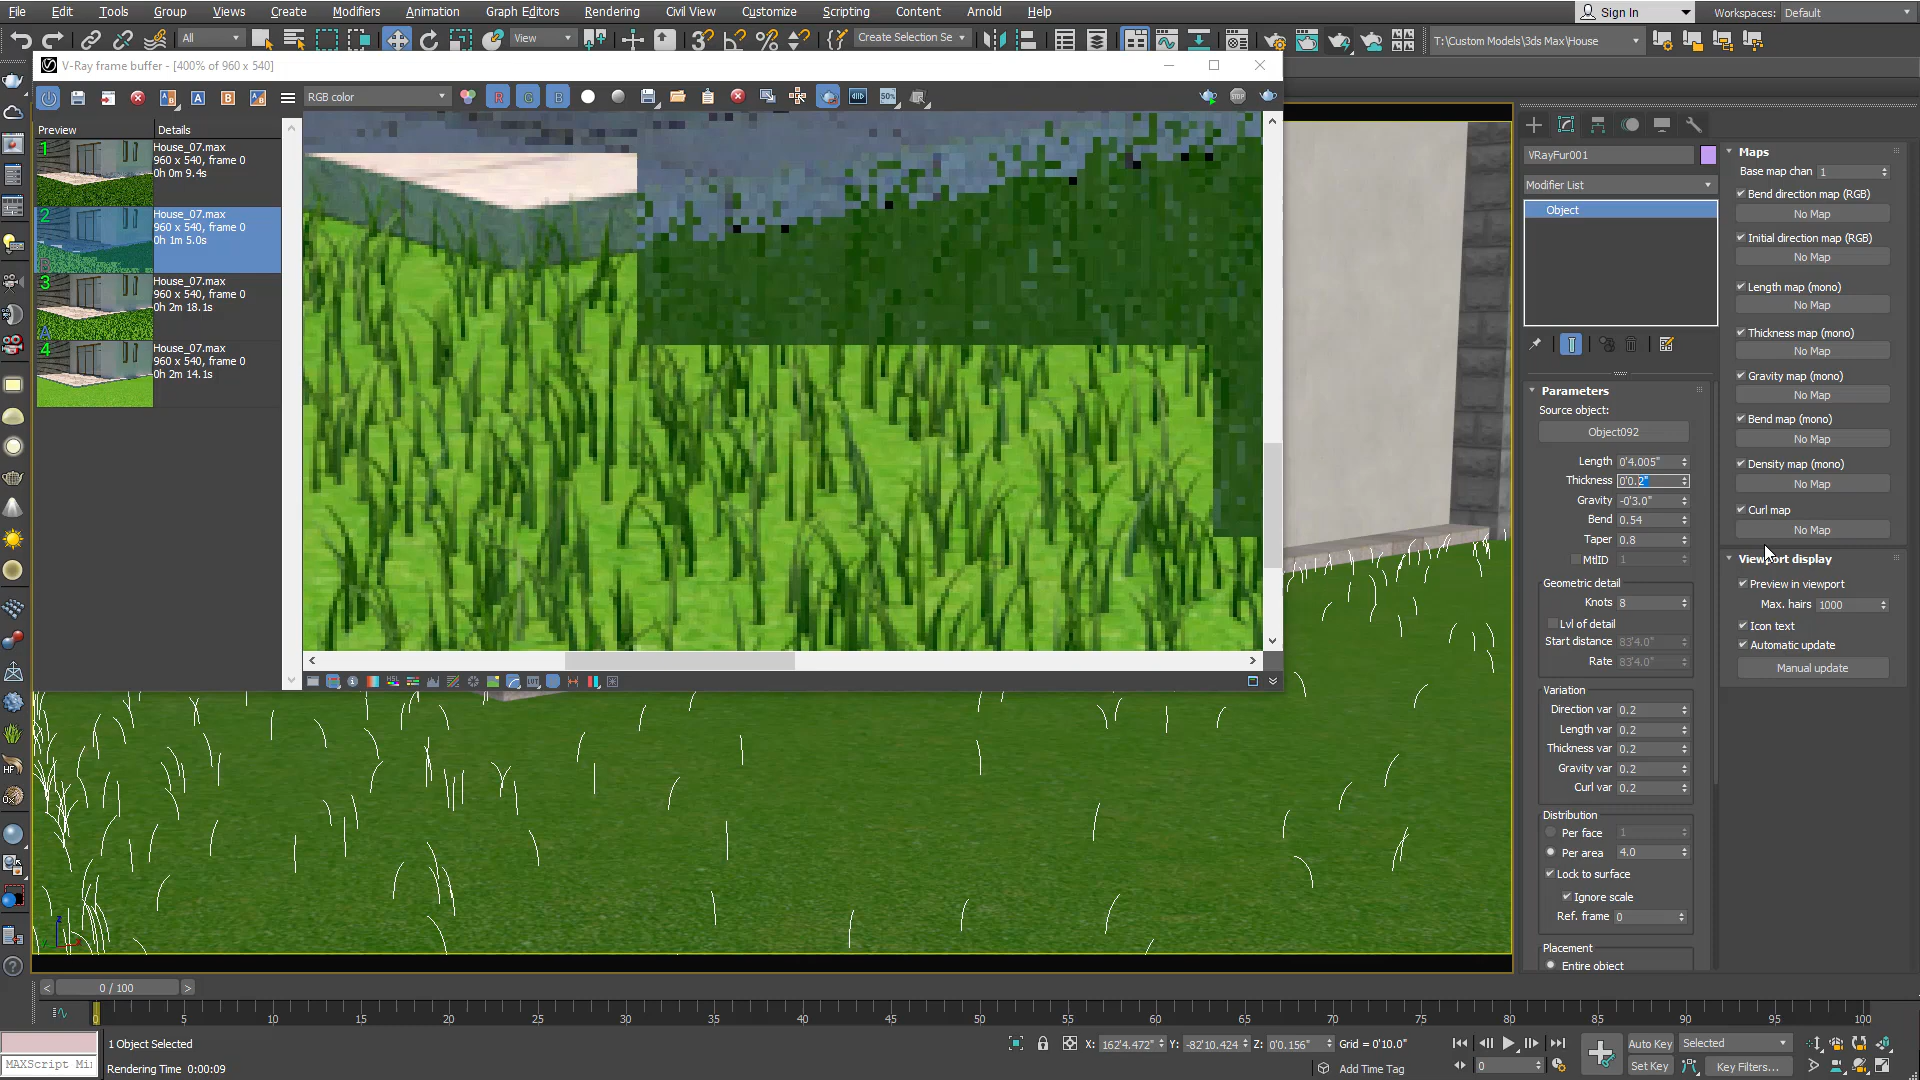 File Edit Tools Group Views Create Modifiers Animation Graph Editors Rendering Civil View Customize Scripting Content Arnold Help Sign In Workspaces: Default
All View Create Selection Se T:\Custom Models\3ds Max\House
V-Ray frame buffer - [400% of 960 x 540]
RGB color R G B 50%
Preview Details
1 House_07.max
960 x 540, frame 0
0h 0m 9.4s
2 House_07.max
960 x 540, frame 0
0h 1m 5.0s
B
3 House_07.max
960 x 540, frame 0
0h 2m 18.1s
A
4 House_07.max
960 x 540, frame 0
0h 2m 14.1s
VRayFur001
Modifier List
Object
Parameters
Source object:
Object092
Length 0'4.005"
Thickness 0'0.2"
Gravity -0'3.0"
Bend 0.54
Taper 0.8
MtlID 1
Geometric detail
Knots 8
Lvl of detail
Start distance 83'4.0"
Rate 83'4.0"
Variation
Direction var 0.2
Length var 0.2
Thickness var 0.2
Gravity var 0.2
Curl var 0.2
Distribution
Per face 1
Per area 4.0
Lock to surface
Ignore scale
Ref. frame 0
Placement
Entire object
Maps
Base map chan 1
Bend direction map (RGB)
No Map
Initial direction map (RGB)
No Map
Length map (mono)
No Map
Thickness map (mono)
No Map
Gravity map (mono)
No Map
Bend map (mono)
No Map
Density map (mono)
No Map
Curl map
No Map
Viewport display
Preview in viewport
Max. hairs 1000
Icon text
Automatic update
Manual update
< 0 / 100 >
5 10 15 20 25 30 35 40 45 50 55 60 65 70 75 80 85 90 95 100
1 Object Selected X: 162'4.472" Y: -82'10.424 Z: 0'0.156" Grid = 0'10.0" Auto Key Selected
MAXScript Mi Rendering Time 0:00:09 Add Time Tag 0 Set Key Key Filters...